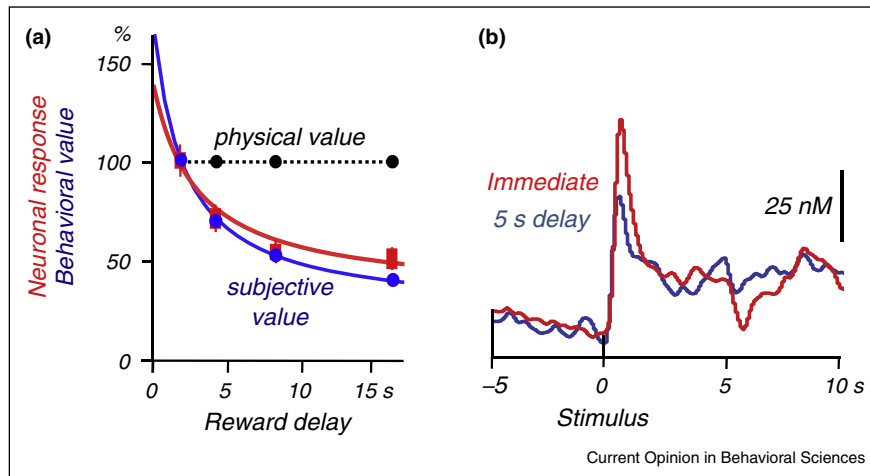 (a)
%
150
100
50
0
Neuronal response
Behavioral value
physical value
subjective
value
0 5 10 15 s
Reward delay
(b)
Immediate
5 s delay
25 nM
–5 0 5 10 s
Stimulus
Current Opinion in Behavioral Sciences